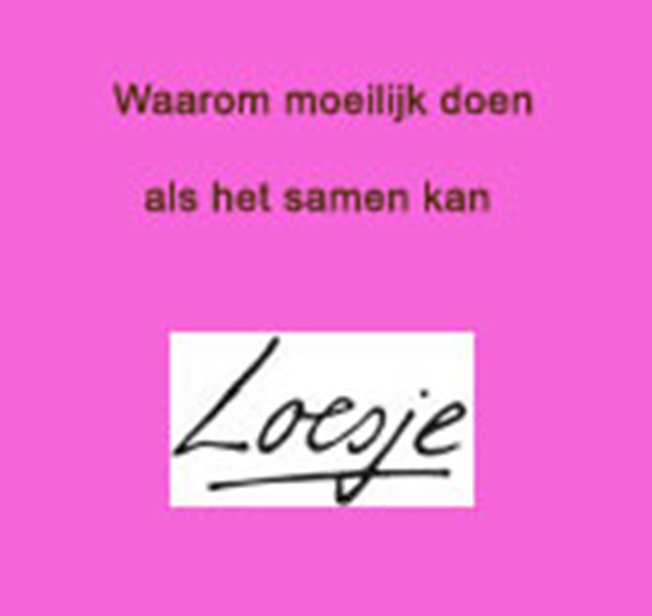 Waarom moeilijk doen
als het samen kan
Loesje